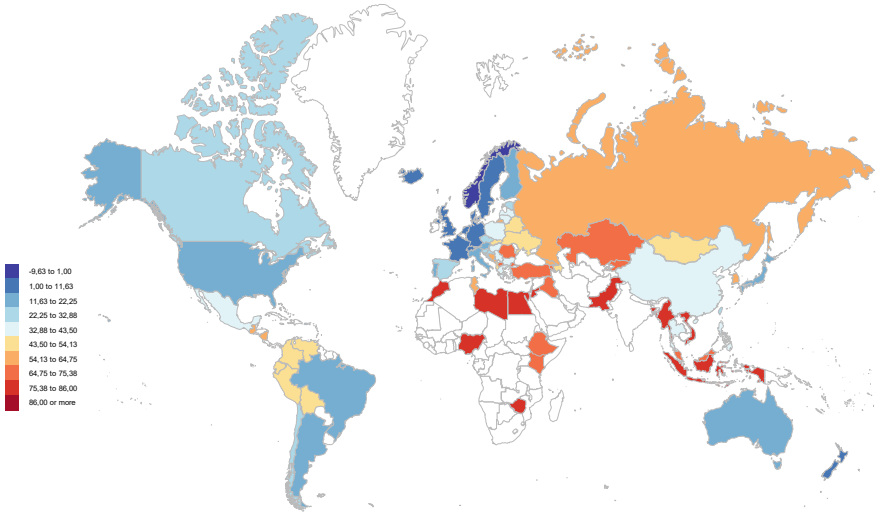 -9,63 to 1,00
1,00 to 11,63
11,63 to 22,25
22,25 to 32,88
32,88 to 43,50
43,50 to 54,13
54,13 to 64,75
64,75 to 75,38
75,38 to 86,00
86,00 or more